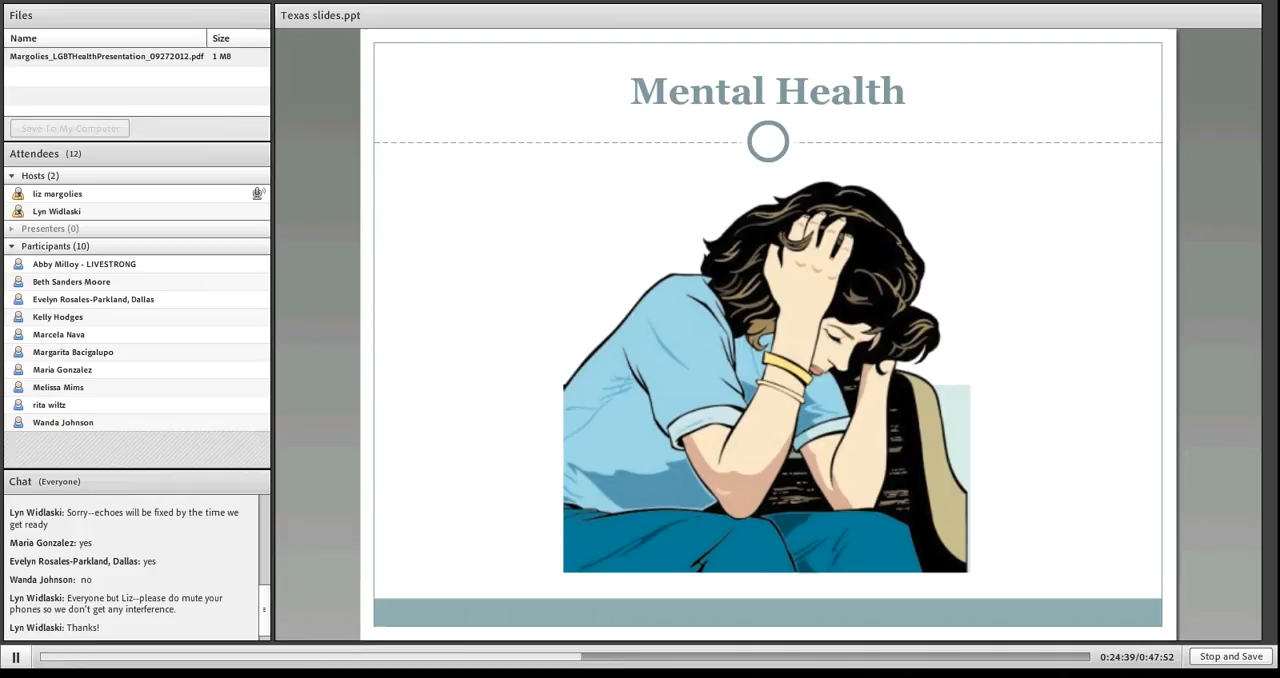 Files
Name Size
Margolies_LGBTHealthPresentation_09272012.pdf 1 MB
Save To My Computer
Attendees (12)
Hosts (2)
liz margolies
Lyn Widlaski
Presenters (0)
Participants (10)
Abby Milloy - LIVESTRONG
Beth Sanders Moore
Evelyn Rosales-Parkland, Dallas
Kelly Hodges
Marcela Nava
Margarita Bacigalupo
Maria Gonzalez
Melissa Mims
rita wiltz
Wanda Johnson
Chat (Everyone)
Lyn Widlaski: Sorry--echoes will be fixed by the time we
get ready
Maria Gonzalez: yes
Evelyn Rosales-Parkland, Dallas: yes
Wanda Johnson: no
Lyn Widlaski: Everyone but Liz--please do mute your
phones so we don't get any interference.
Lyn Widlaski: Thanks!
Texas slides.ppt
Mental Health
0:24:39/0:47:52
Stop and Save